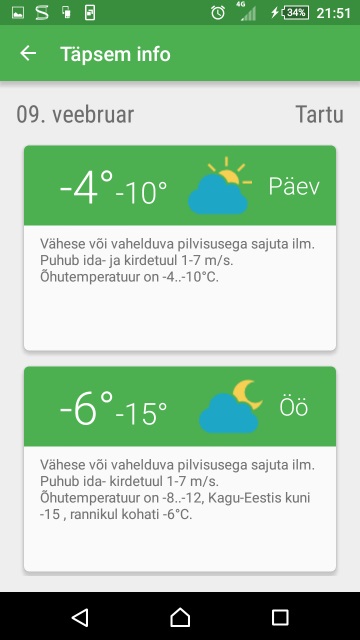 4G 34% 21:51
Täpsem info
09. veebruar Tartu
-4°-10° Päev
Vähese või vahelduva pilvisusega sajuta ilm.
Puhub ida- ja kirdetuul 1-7 m/s.
Õhutemperatuur on -4..-10°C.
-6°-15° Öö
Vähese või vahelduva pilvisusega sajuta ilm.
Puhub ida- kirdetuul 1-7 m/s.
Õhutemperatuur on -8..-12, Kagu-Eestis kuni
-15 , rannikul kohati -6°C.